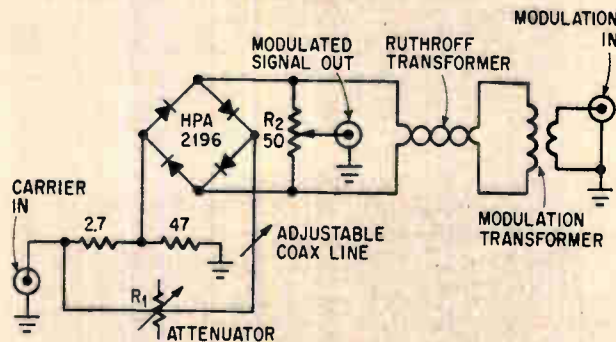 MODULATION
IN
MODULATED
SIGNAL OUT
RUTHROFF
TRANSFORMER
HPA
2196
R2
50
CARRIER
IN
2.7
47
ADJUSTABLE
COAX LINE
MODULATION
TRANSFORMER
R1
ATTENUATOR